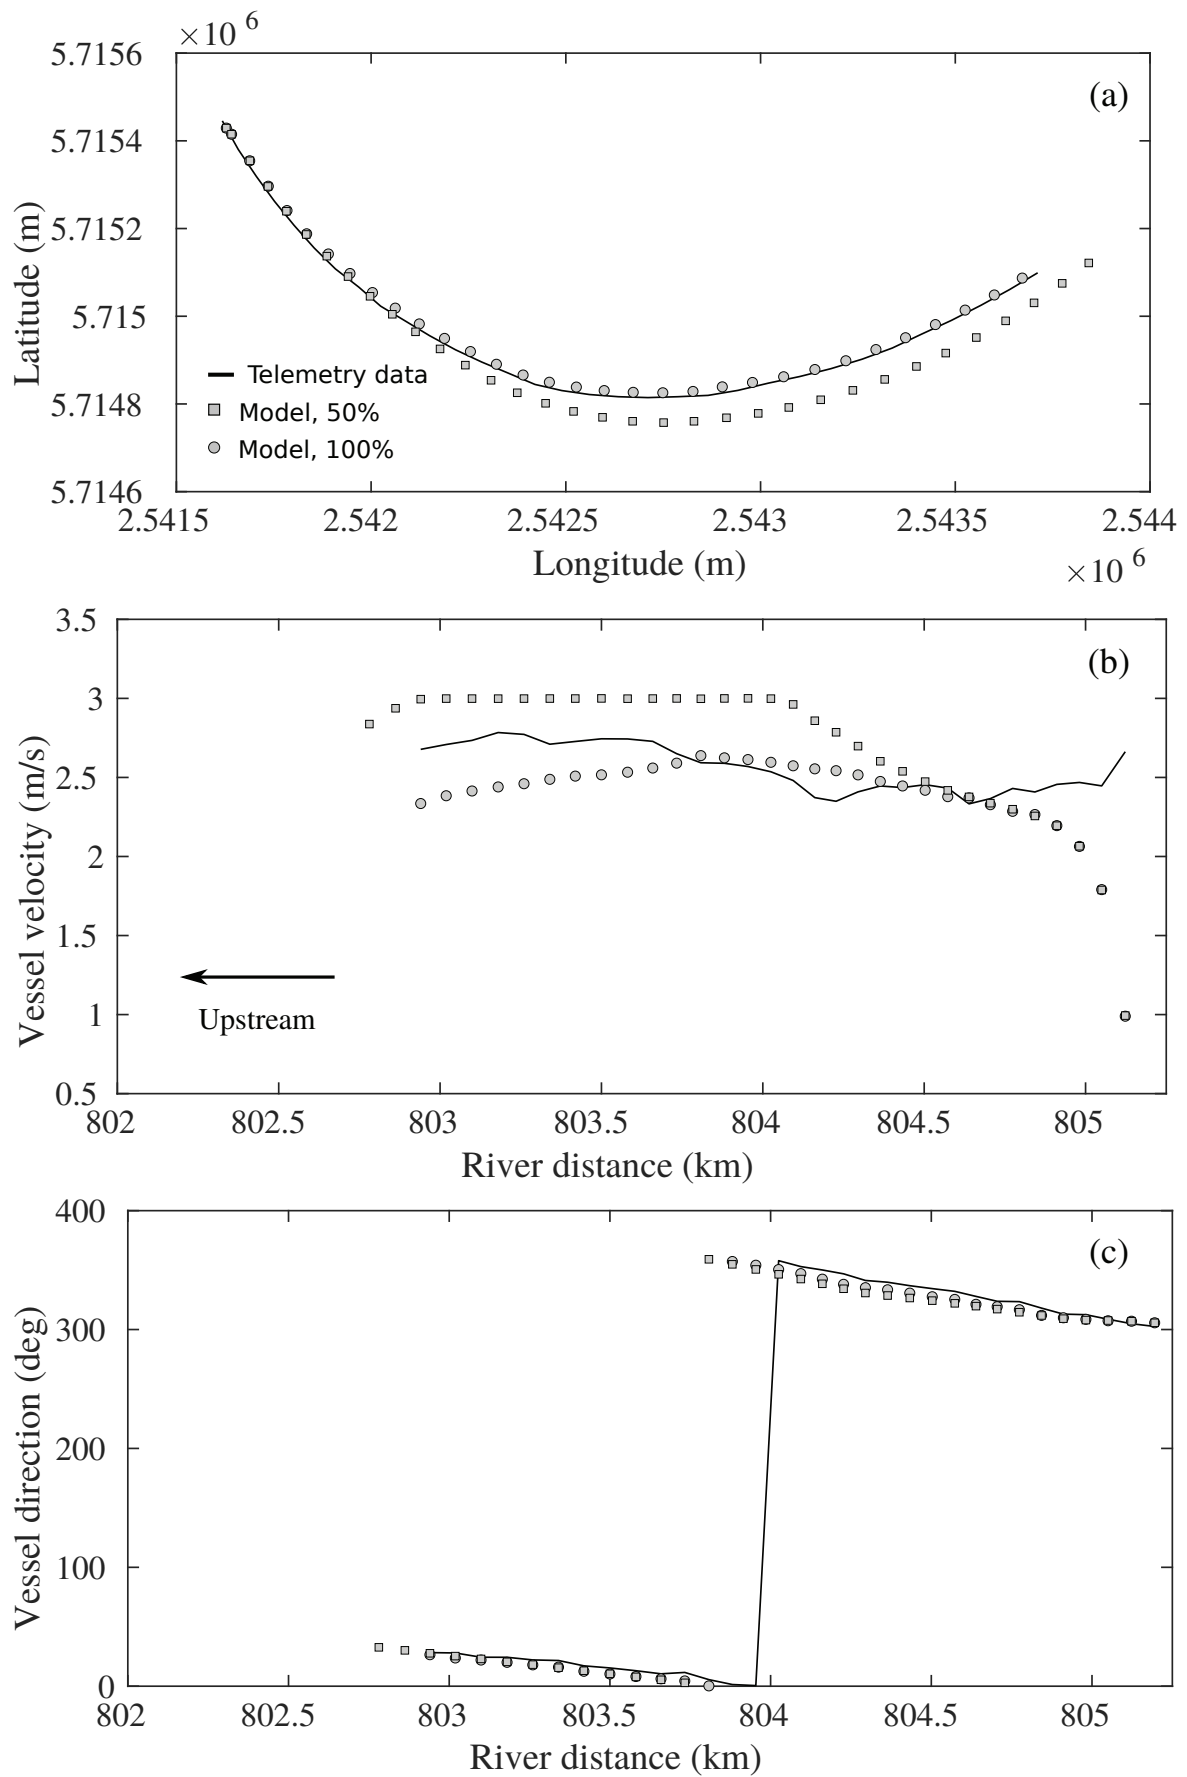 ×10 6
5.7156
(a)
5.7154
5.7152
5.715
5.7148
5.7146
Latitude (m)
Telemetry data
Model, 50%
Model, 100%
2.5415 2.542 2.5425 2.543 2.5435 2.544
Longitude (m)
×10 6
3.5
(b)
3
2.5
2
1.5
1
0.5
Vessel velocity (m/s)
Upstream
802 802.5 803 803.5 804 804.5 805
River distance (km)
400
(c)
300
200
100
0
Vessel direction (deg)
802 802.5 803 803.5 804 804.5 805
River distance (km)